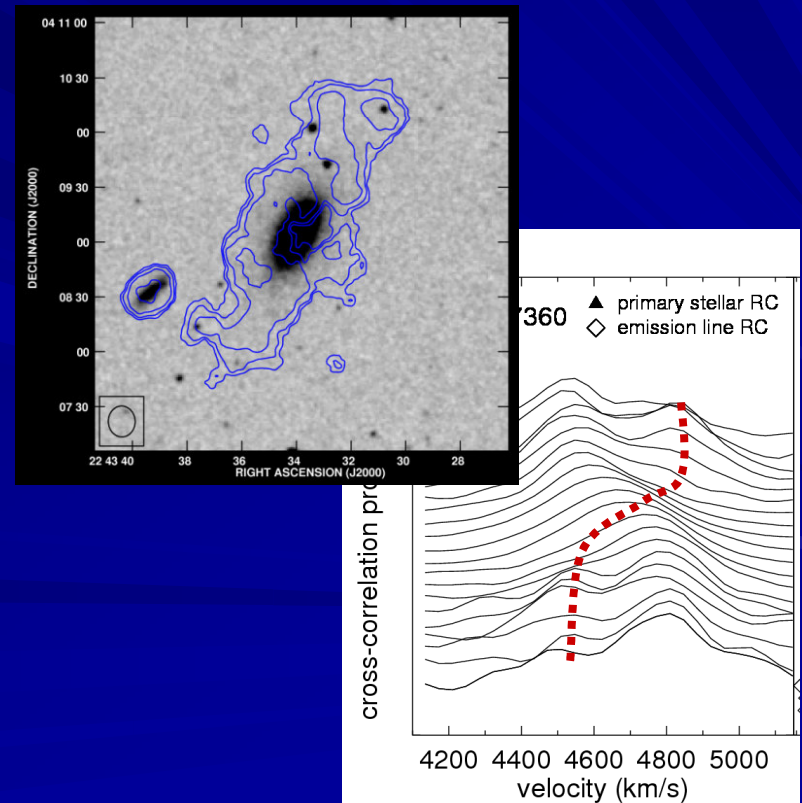 04 11 00
10 30
00
09 30
00
08 30
00
07 30
DECLINATION (J2000)
22 43 40
38
36
34
32
30
28
RIGHT ASCENSION (J2000)
7360
primary stellar RC
emission line RC
cross-correlation
4200
4400
4600
4800
5000
velocity (km/s)